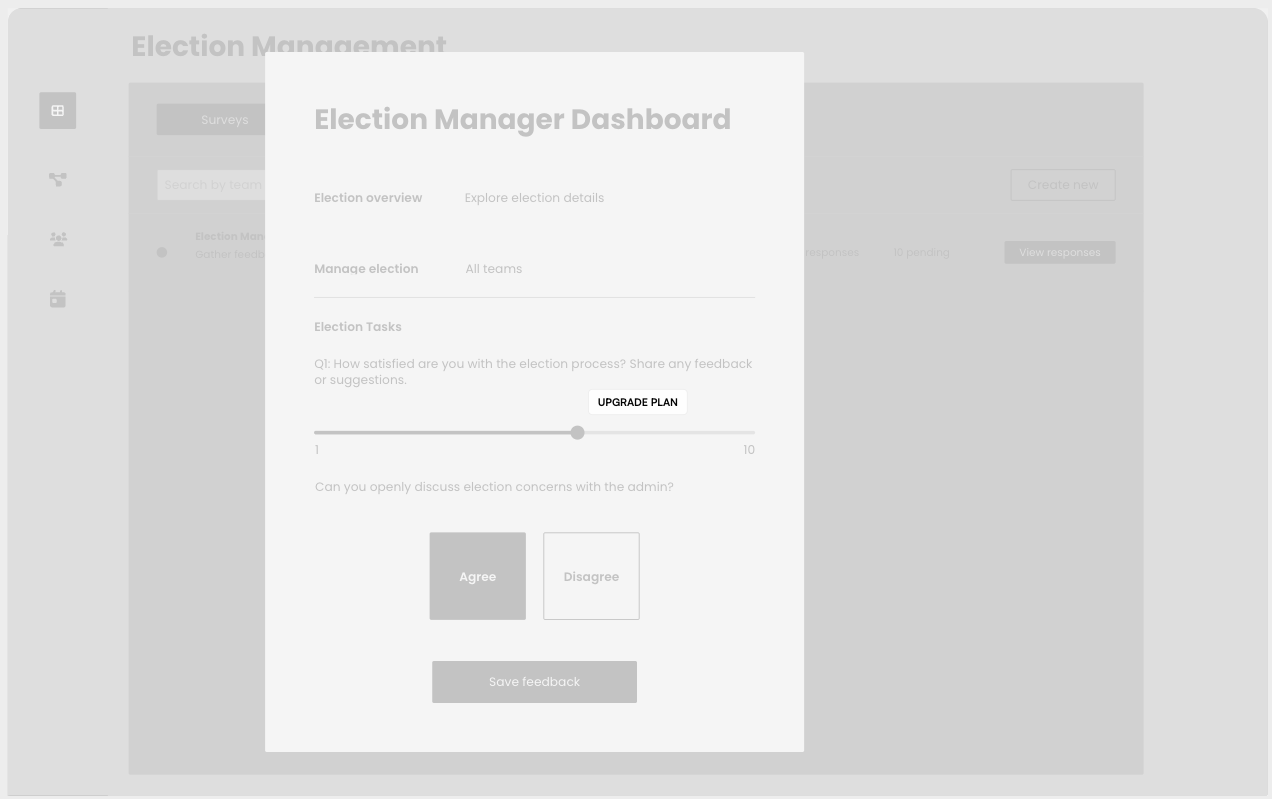 Election Management
Surveys
Search by team
Create new
Election Man
Gather feedb
responses
10 pending
View responses
Election Manager Dashboard
Election overview
Explore election details
Manage election
All teams
Election Tasks
Q1: How satisfied are you with the election process? Share any feedback
or suggestions.
UPGRADE PLAN
1
10
Can you openly discuss election concerns with the admin?
Agree
Disagree
Save feedback